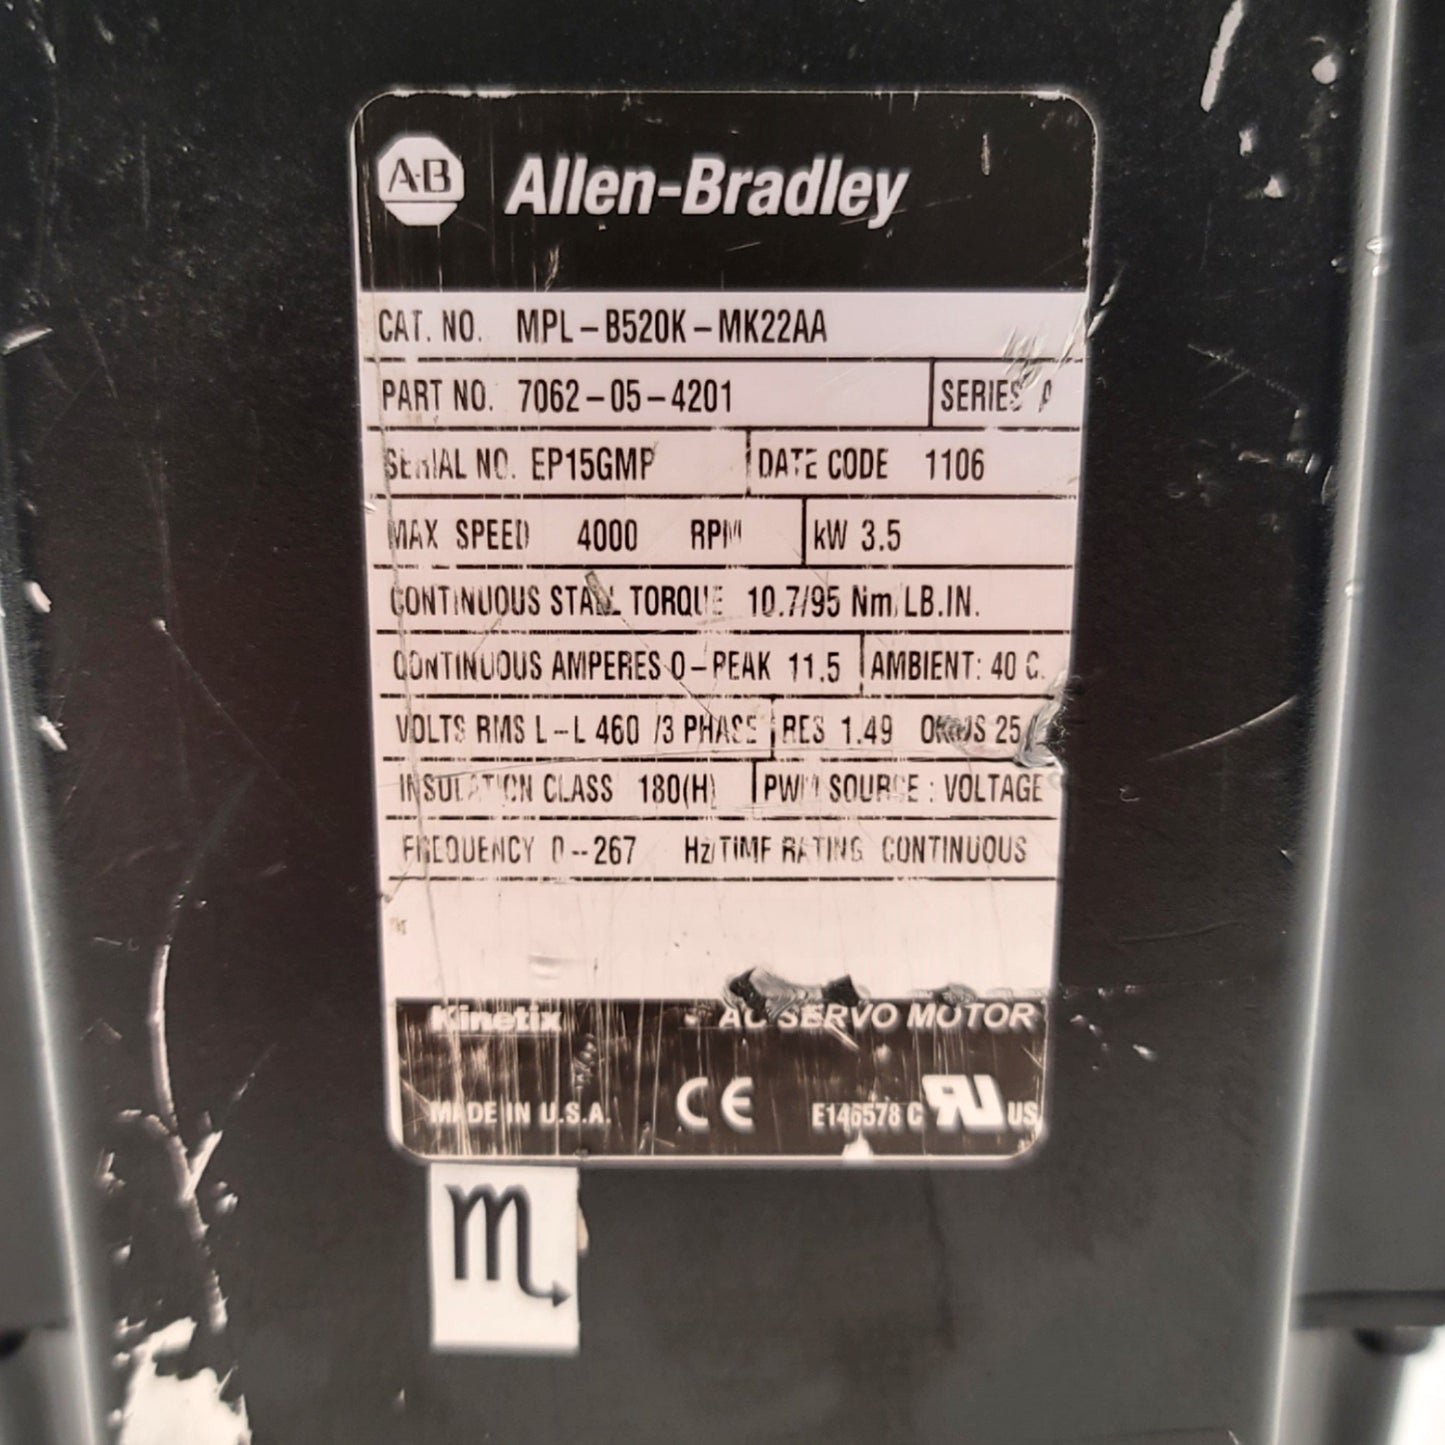 A-B Allen-Bradley
CAT. NO. MPL-B520K-MK22AA
PART NO. 7062-05-4201 SERIES A
SERIAL NO. EP15GMP DATE CODE 1106
MAX SPEED 4000 RPM kW 3.5
CONTINUOUS STALL TORQUE 10.7/95 Nm/LB.IN.
CONTINUOUS AMPERES 0-PEAK 11.5 AMBIENT: 40 C.
VOLTS RMS L-L 460 /3 PHASE RES 1.49 OHMS 25
INSULATION CLASS 180(H) PWM SOURCE : VOLTAGE
FREQUENCY 0--267 Hz/TIME RATING CONTINUOUS
Kinetix - AC SERVO MOTOR
MADE IN U.S.A. CE E146578 C RU US